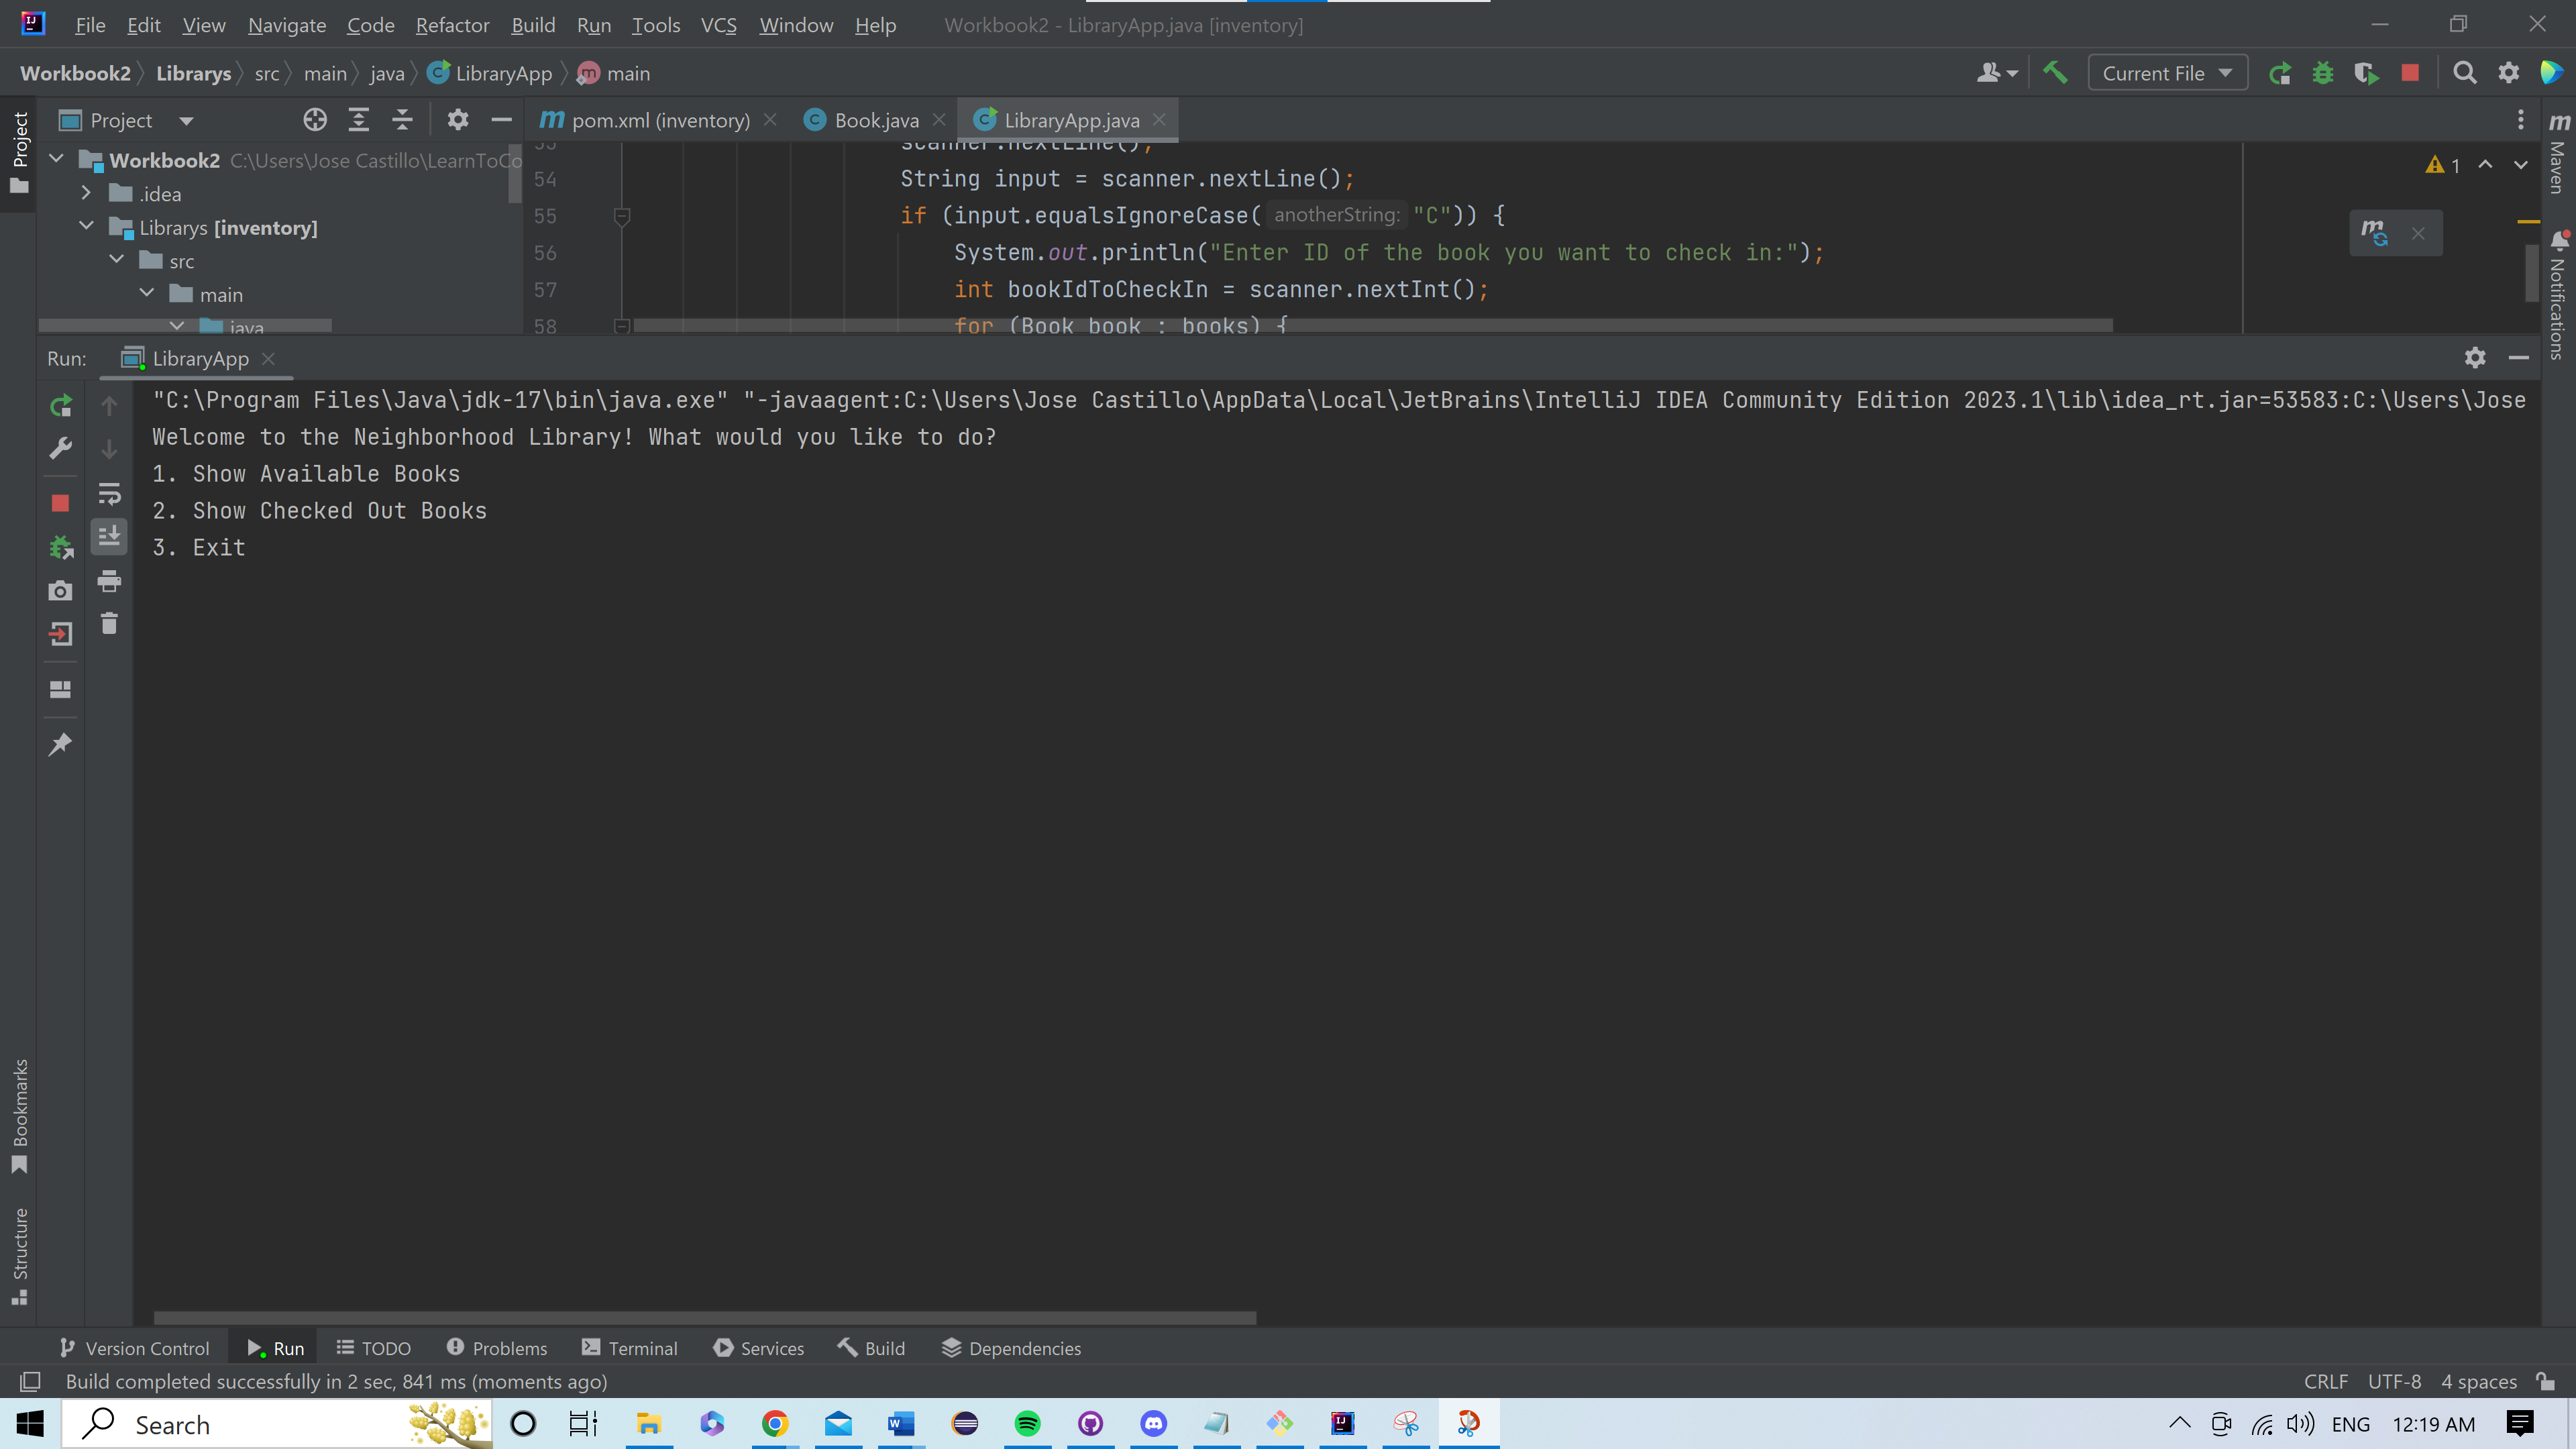 File Edit View Navigate Code Refactor Build Run Tools VCS Window Help Workbook2 - LibraryApp.java [inventory]
Workbook2 Librarys src main java LibraryApp main Current File
Project pom.xml (inventory) Book.java LibraryApp.java
Project
Workbook2 C:\Users\Jose Castillo\LearnToCo
.idea
Librarys [inventory]
src
main
java
53 scanner.nextLine();
54 String input = scanner.nextLine();
55 if (input.equalsIgnoreCase( anotherString: "C")) {
56 System.out.println("Enter ID of the book you want to check in:");
57 int bookIdToCheckIn = scanner.nextInt();
58 for (Book book : books) {
1
Maven
Notifications
Run: LibraryApp
"C:\Program Files\Java\jdk-17\bin\java.exe" "-javaagent:C:\Users\Jose Castillo\AppData\Local\JetBrains\IntelliJ IDEA Community Edition 2023.1\lib\idea_rt.jar=53583:C:\Users\Jose
Welcome to the Neighborhood Library! What would you like to do?
1. Show Available Books
2. Show Checked Out Books
3. Exit
Bookmarks
Structure
Version Control Run TODO Problems Terminal Services Build Dependencies
Build completed successfully in 2 sec, 841 ms (moments ago) CRLF UTF-8 4 spaces
Search ENG 12:19 AM